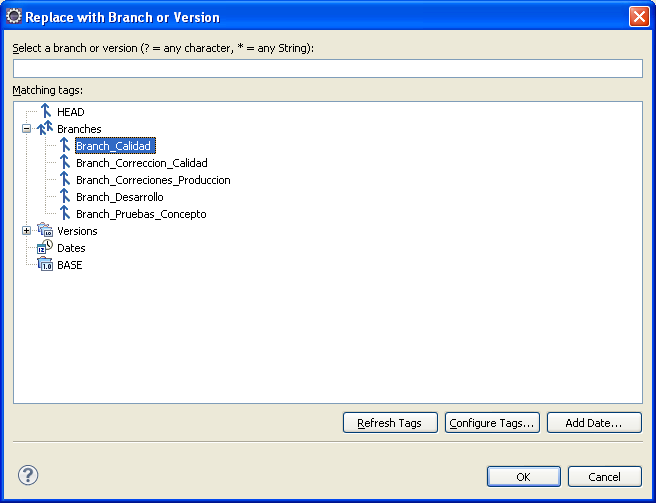 Replace with Branch or Version
Select a branch or version (? = any character, * = any String):
Matching tags:
HEAD
Branches
Branch_Calidad
Branch_Correccion_Calidad
Branch_Correciones_Produccion
Branch_Desarrollo
Branch_Pruebas_Concepto
Versions
Dates
BASE
Refresh Tags Configure Tags... Add Date...
? OK Cancel